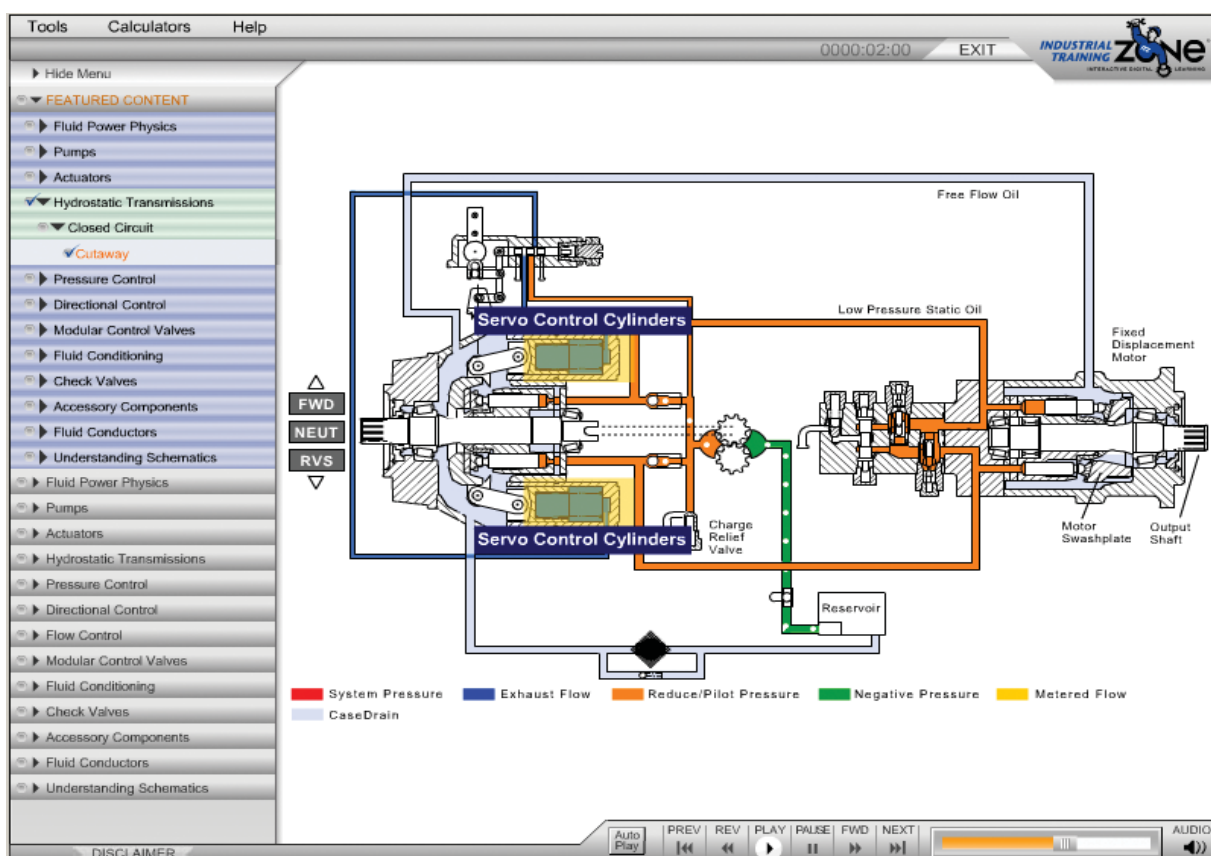 Tools Calculators Help
0000:02:00 EXIT
INDUSTRIAL
TRAINING
ZONE
INTERACTIVE DIGITAL LEARNING
Hide Menu
FEATURED CONTENT
Fluid Power Physics
Pumps
Actuators
Hydrostatic Transmissions
Closed Circuit
Cutaway
Pressure Control
Directional Control
Modular Control Valves
Fluid Conditioning
Check Valves
Accessory Components
Fluid Conductors
Understanding Schematics
Fluid Power Physics
Pumps
Actuators
Hydrostatic Transmissions
Pressure Control
Directional Control
Flow Control
Modular Control Valves
Fluid Conditioning
Check Valves
Accessory Components
Fluid Conductors
Understanding Schematics
DISCLAIMER
FWD
NEUT
RVS
Free Flow Oil
Servo Control Cylinders
Low Pressure Static Oil
Fixed
Displacement
Motor
Servo Control Cylinders
Charge
Relief
Valve
Motor
Swashplate
Output
Shaft
Reservoir
System Pressure Exhaust Flow Reduce/Pilot Pressure Negative Pressure Metered Flow
CaseDrain
Auto
Play
PREV REV PLAY PAUSE FWD NEXT
AUDIO